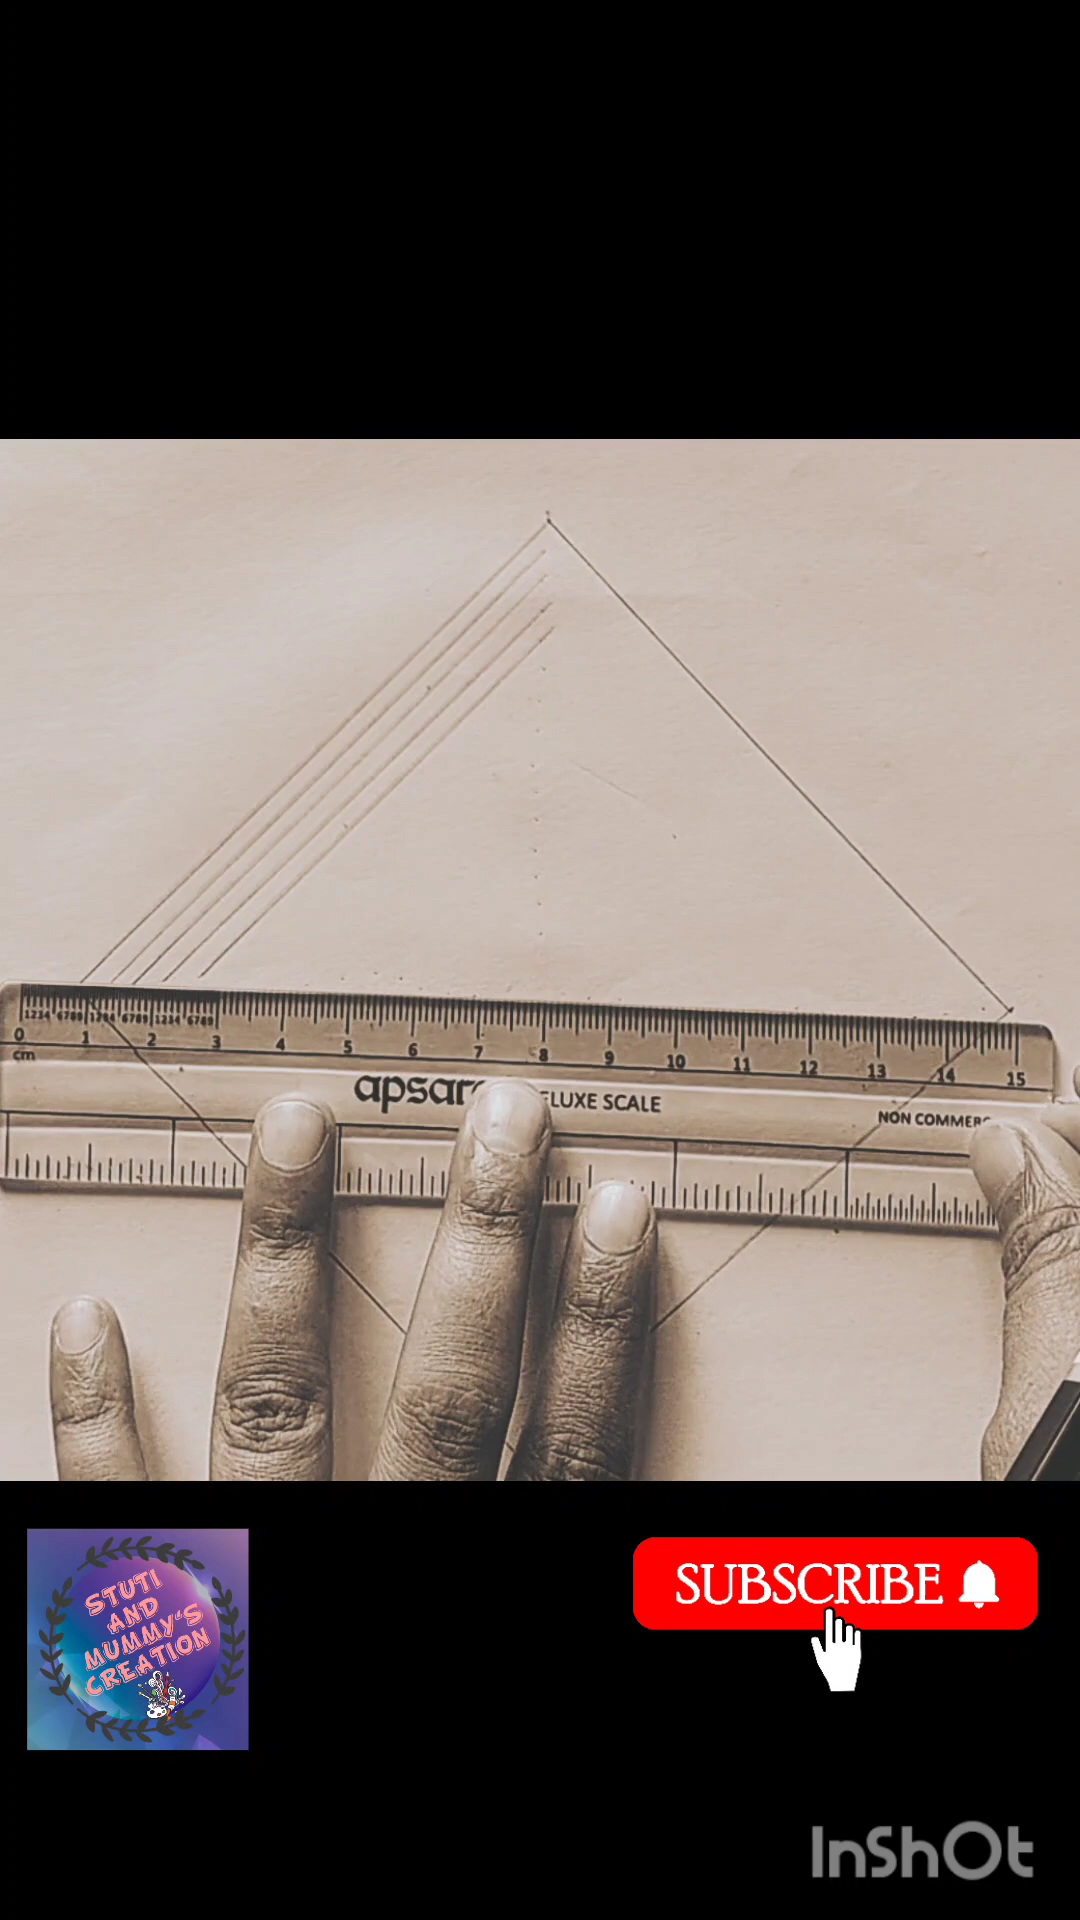 1234 6789 1234 6789 1234 6789
0 1 2 3 4 5 6 7 8 9 10 11 12 13 14 15
cm
apsar
LUXE SCALE
NON COMMERC
STUTI
AND
MUMMY'S
CREATION
SUBSCRIBE
InShOt